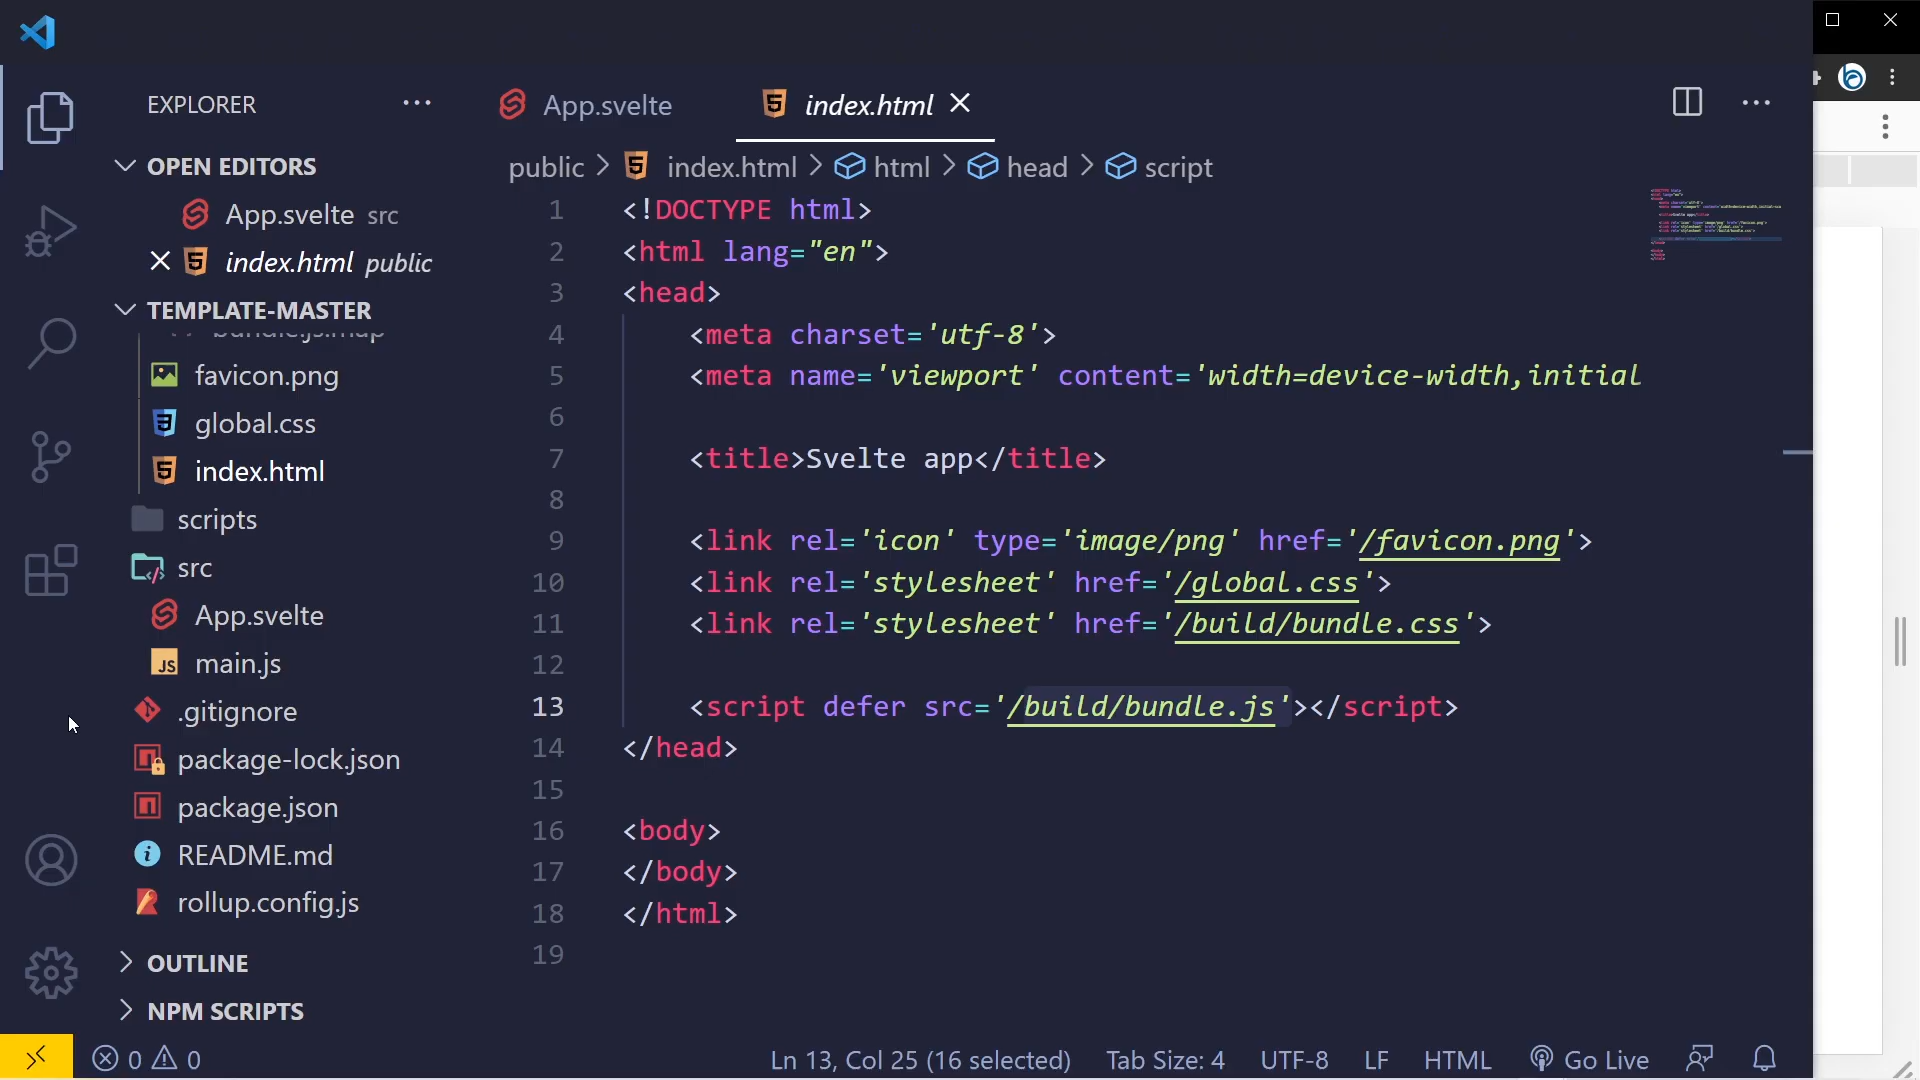 EXPLORER
OPEN EDITORS
App.svelte src
index.html public
TEMPLATE-MASTER
bundle.js.map
favicon.png
global.css
index.html
scripts
src
App.svelte
main.js
.gitignore
package-lock.json
package.json
README.md
rollup.config.js
OUTLINE
NPM SCRIPTS
App.svelte
index.html
public > index.html > html > head > script
1 <!DOCTYPE html>
2 <html lang="en">
3 <head>
4 <meta charset='utf-8'>
5 <meta name='viewport' content='width=device-width,initial
6
7 <title>Svelte app</title>
8
9 <link rel='icon' type='image/png' href='/favicon.png'>
10 <link rel='stylesheet' href='/global.css'>
11 <link rel='stylesheet' href='/build/bundle.css'>
12
13 <script defer src='/build/bundle.js'></script>
14 </head>
15
16 <body>
17 </body>
18 </html>
19
0 0
Ln 13, Col 25 (16 selected) Tab Size: 4 UTF-8 LF HTML Go Live